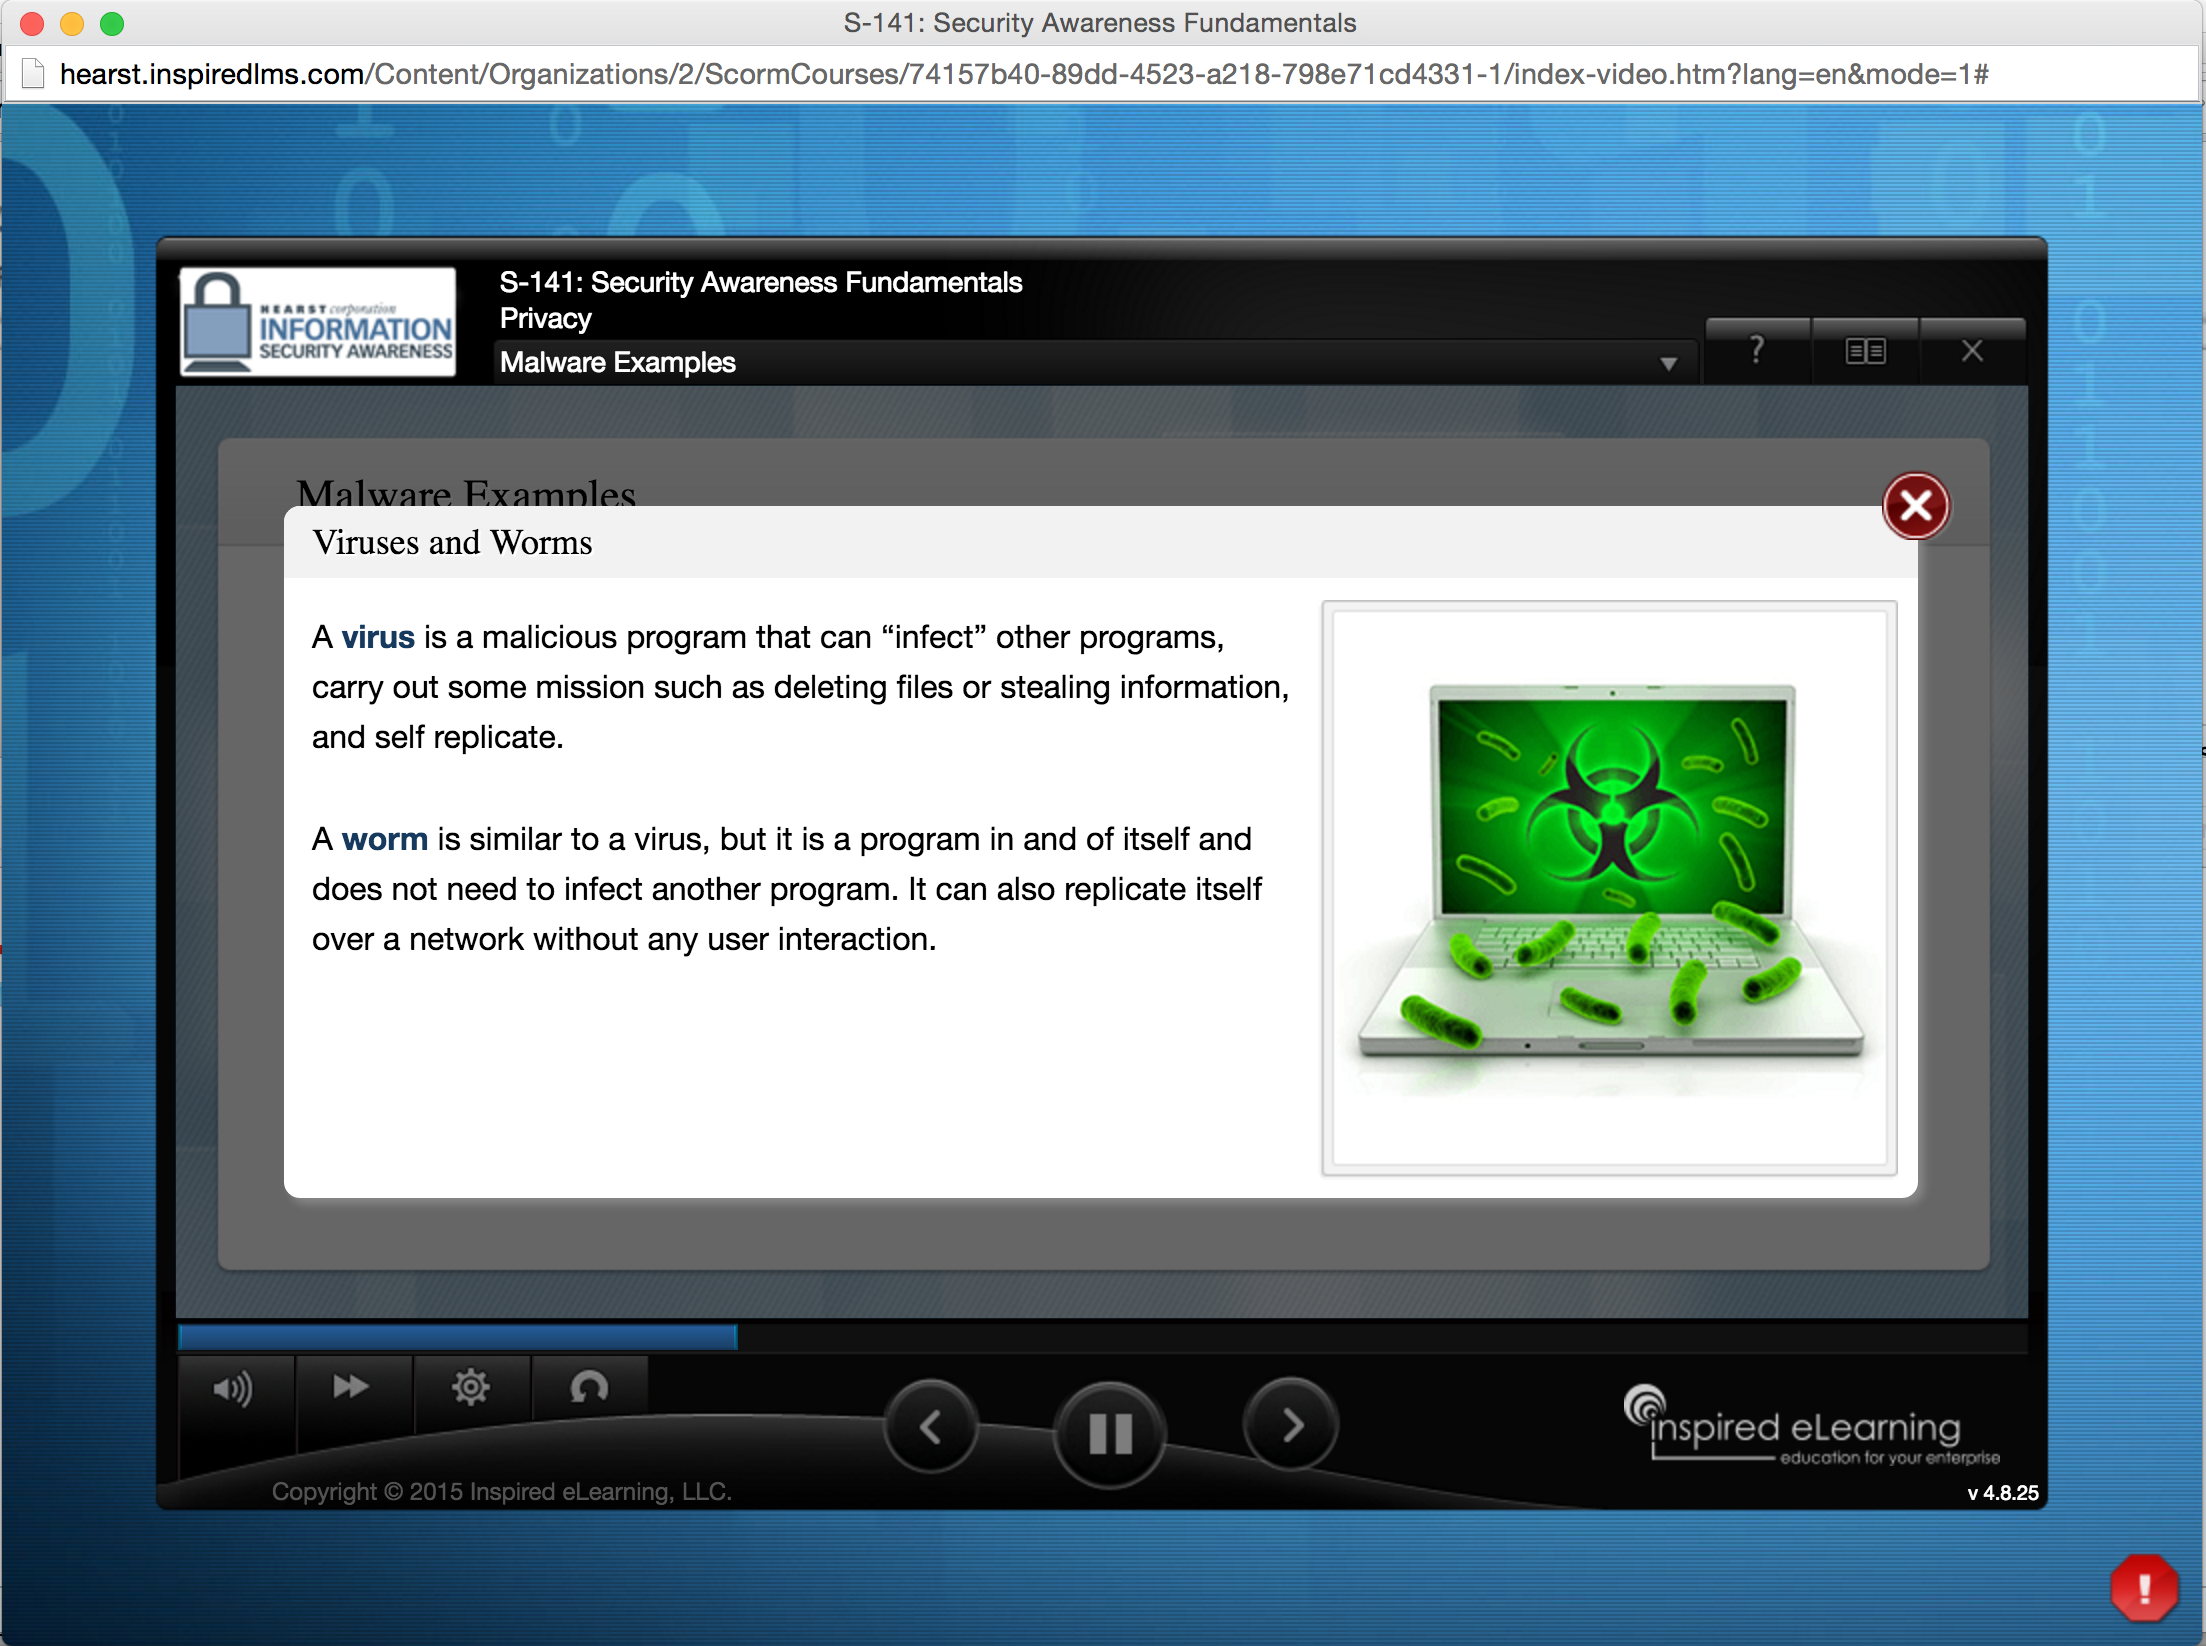 S-141: Security Awareness Fundamentals
hearst.inspiredlms.com/Content/Organizations/2/ScormCourses/74157b40-89dd-4523-a218-798e71cd4331-1/index-video.htm?lang=en&mode=1#
HEARST corporation
INFORMATION
SECURITY AWARENESS
S-141: Security Awareness Fundamentals
Privacy
Malware Examples
?
Malware Examples
Viruses and Worms
A virus is a malicious program that can “infect” other programs,
carry out some mission such as deleting files or stealing information,
and self replicate.
A worm is similar to a virus, but it is a program in and of itself and
does not need to infect another program. It can also replicate itself
over a network without any user interaction.
inspired eLearning
education for your enterprise
Copyright © 2015 Inspired eLearning, LLC.
v 4.8.25